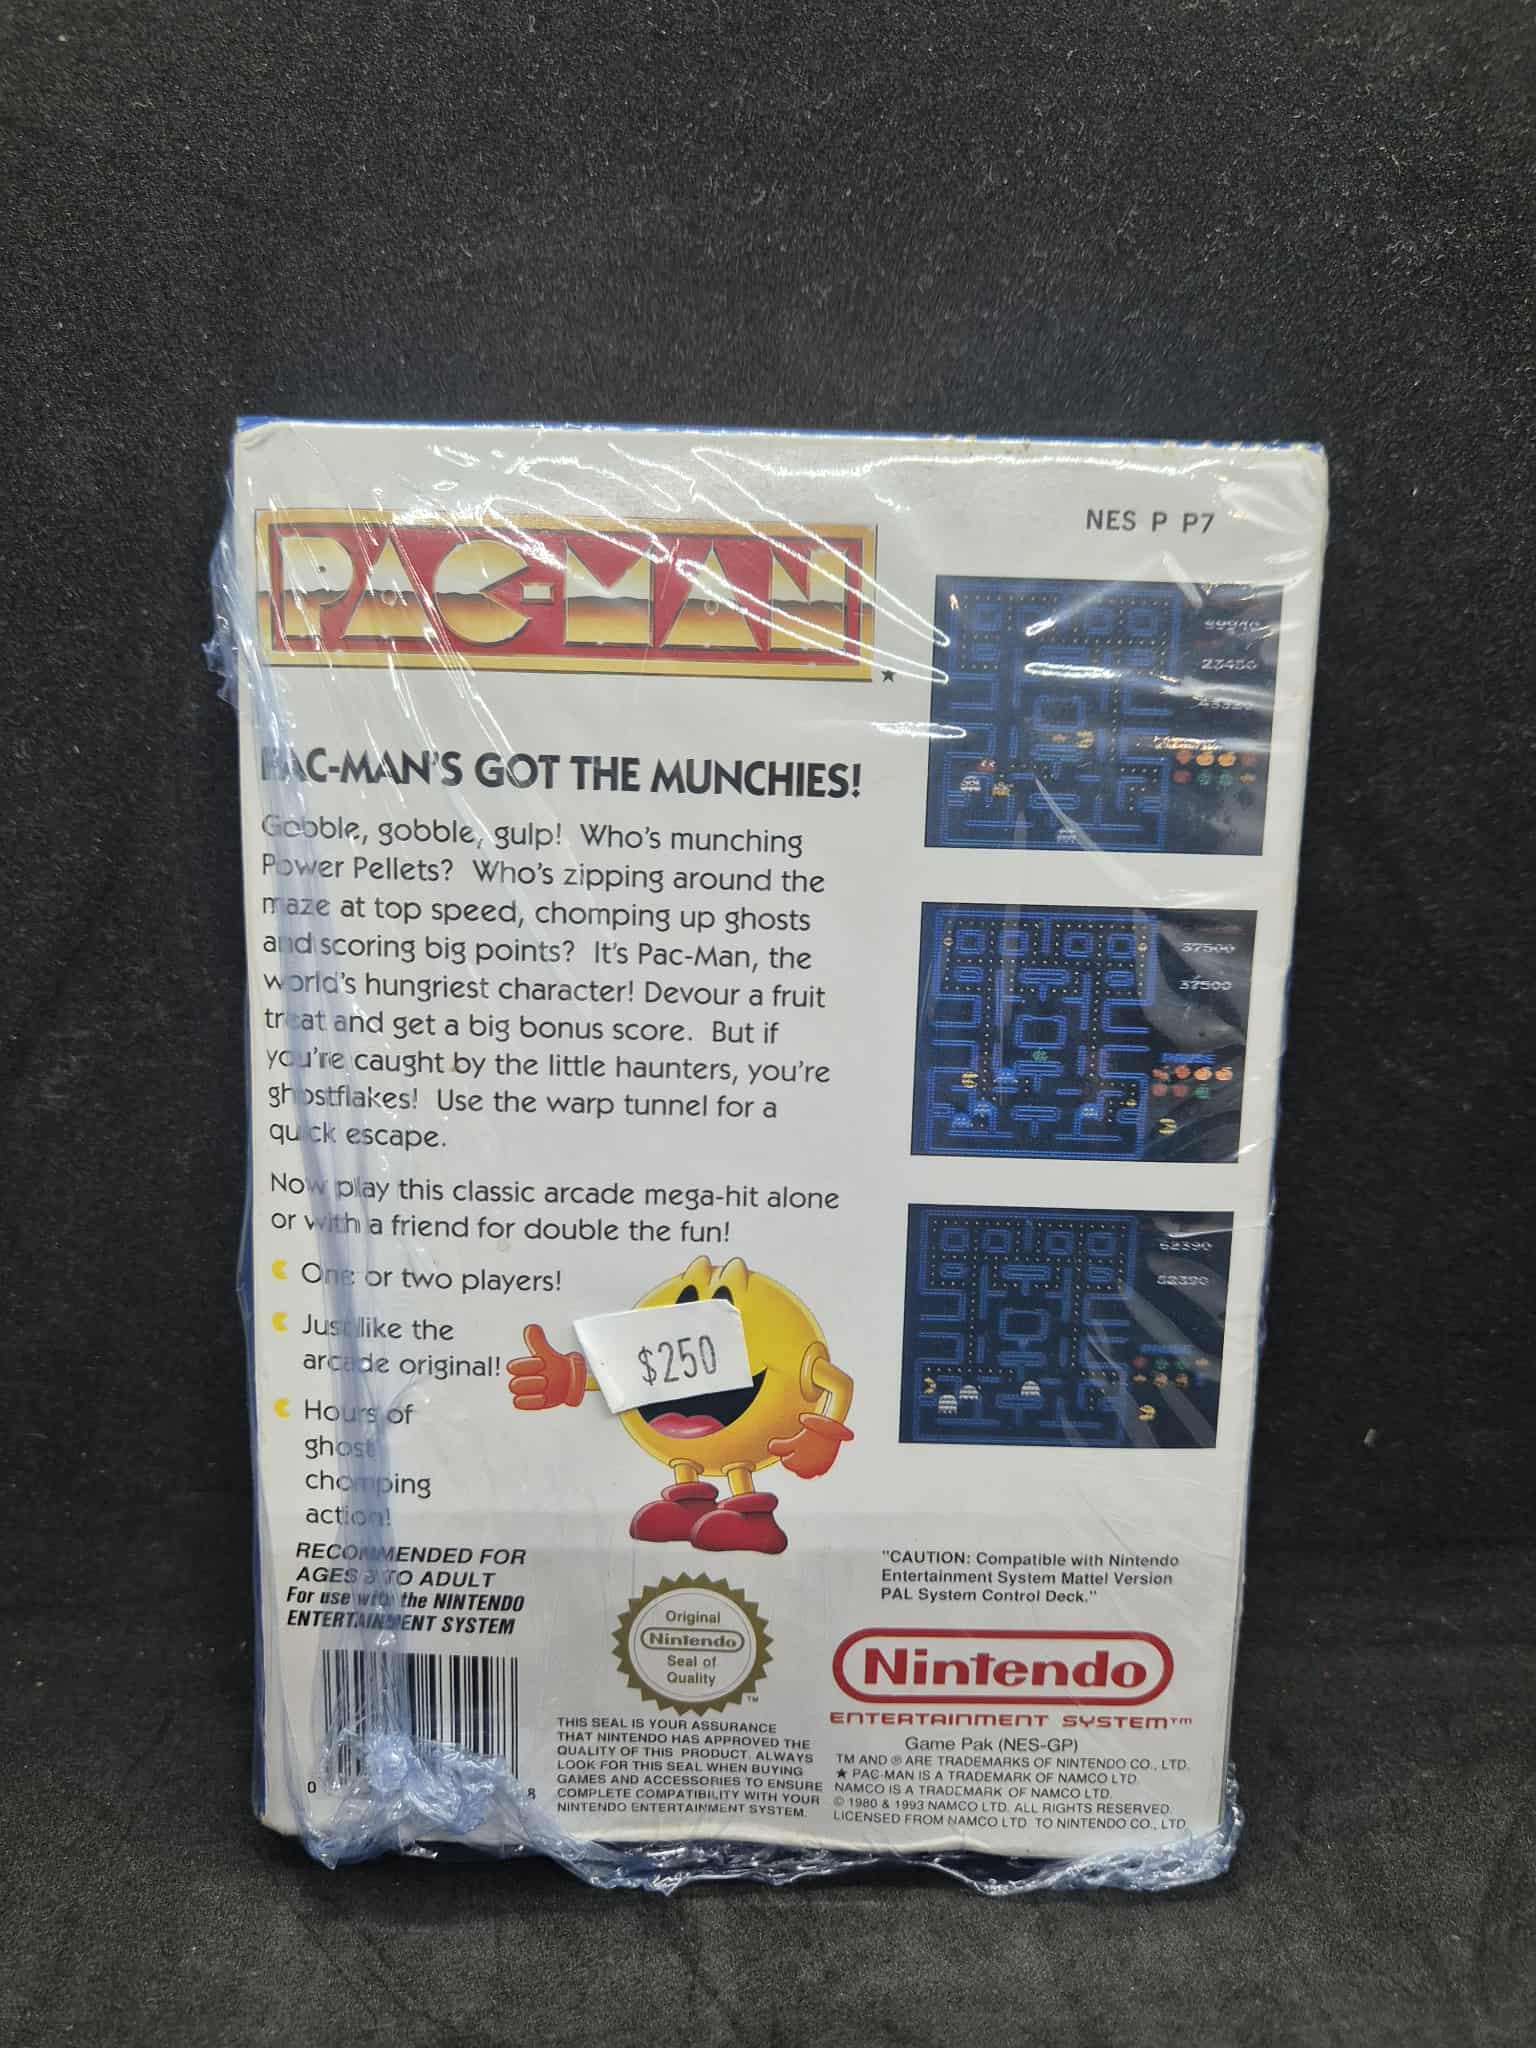 PAC-MAN
★
NES P P7
PAC-MAN'S GOT THE MUNCHIES!
Gobble, gobble, gulp! Who's munching
Power Pellets? Who's zipping around the
maze at top speed, chomping up ghosts
and scoring big points? It's Pac-Man, the
world's hungriest character! Devour a fruit
treat and get a big bonus score. But if
you're caught by the little haunters, you're
ghostflakes! Use the warp tunnel for a
quick escape.
Now play this classic arcade mega-hit alone
or with a friend for double the fun!
One or two players!
Just like the
arcade original!
Hours of
ghost
chomping
action!
$250
23450
37500
37500
52390
52390
RECOMMENDED FOR
AGES TO ADULT
For use with the NINTENDO
ENTERTAINMENT SYSTEM
0 8
Original
Nintendo
Seal of
Quality
TM
THIS SEAL IS YOUR ASSURANCE
THAT NINTENDO HAS APPROVED THE
QUALITY OF THIS PRODUCT. ALWAYS
LOOK FOR THIS SEAL WHEN BUYING
GAMES AND ACCESSORIES TO ENSURE
COMPLETE COMPATIBILITY WITH YOUR
NINTENDO ENTERTAINMENT SYSTEM.
"CAUTION: Compatible with Nintendo
Entertainment System Mattel Version
PAL System Control Deck."
Nintendo
ENTERTAINMENT SYSTEM™
Game Pak (NES-GP)
TM AND ® ARE TRADEMARKS OF NINTENDO CO., LTD.
★ PAC-MAN IS A TRADEMARK OF NAMCO LTD.
NAMCO IS A TRADEMARK OF NAMCO LTD.
© 1980 & 1993 NAMCO LTD. ALL RIGHTS RESERVED.
LICENSED FROM NAMCO LTD. TO NINTENDO CO., LTD.